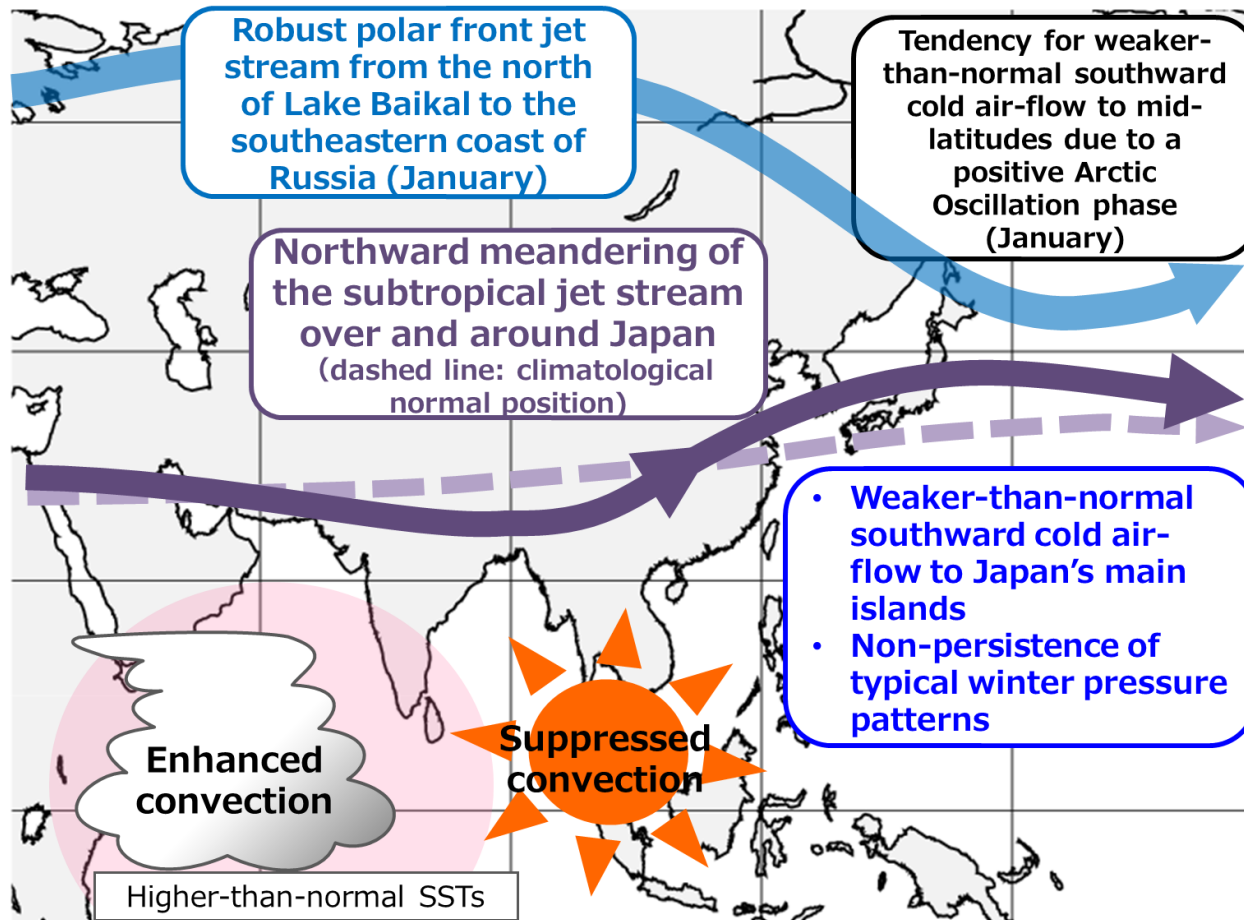 Robust polar front jet
stream from the north
of Lake Baikal to the
southeastern coast of
Russia (January)
Tendency for weaker-
than-normal southward
cold air-flow to mid-
latitudes due to a
positive Arctic
Oscillation phase
(January)
Northward meandering of
the subtropical jet stream
over and around Japan
(dashed line: climatological
normal position)
• Weaker-than-normal
southward cold air-
flow to Japan’s main
islands
• Non-persistence of
typical winter pressure
patterns
Enhanced
convection
Suppressed
convection
Higher-than-normal SSTs